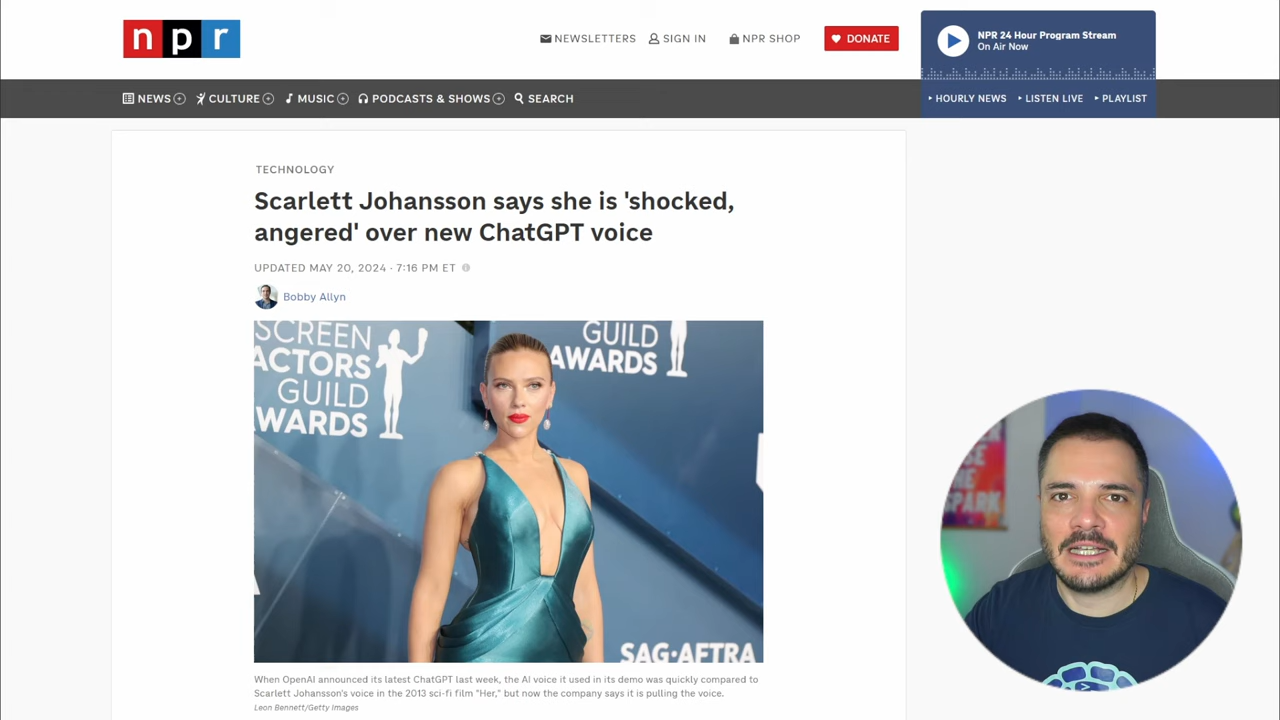 npr
NEWSLETTERS
SIGN IN
NPR SHOP
DONATE
NPR 24 Hour Program Stream
On Air Now
NEWS
CULTURE
MUSIC
PODCASTS & SHOWS
SEARCH
HOURLY NEWS
LISTEN LIVE
PLAYLIST
TECHNOLOGY
Scarlett Johansson says she is 'shocked,
angered' over new ChatGPT voice
UPDATED MAY 20, 2024 · 7:16 PM ET
Bobby Allyn
SCREEN
ACTORS
GUILD
AWARDS
GUILD
AWARDS
SAG·AFTRA
When OpenAI announced its latest ChatGPT last week, the AI voice it used in its demo was quickly compared to
Scarlett Johansson's voice in the 2013 sci-fi film "Her," but now the company says it is pulling the voice.
Leon Bennett/Getty Images
SPARK